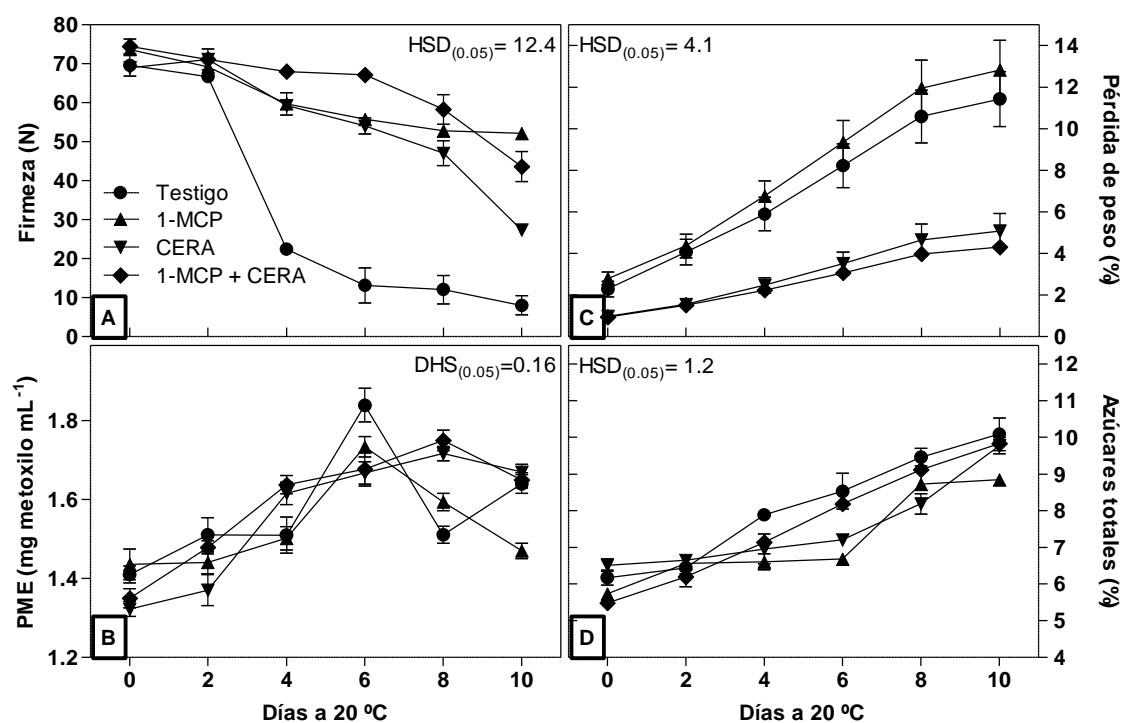 80
70
60
50
40
30
20
10
0
Firmeza (N)
HSD(0.05)= 12.4
Testigo
1-MCP
CERA
1-MCP + CERA
A
HSD(0.05)= 4.1
C
14
12
10
8
6
4
2
0
Pérdida de peso (%)
1.8
1.6
1.4
1.2
PME (mg metoxilo mL-1)
DHS(0.05)=0.16
B
0 2 4 6 8 10
Días a 20 ºC
HSD(0.05)= 1.2
D
12
11
10
9
8
7
6
5
4
Azúcares totales (%)
0 2 4 6 8 10
Días a 20 ºC